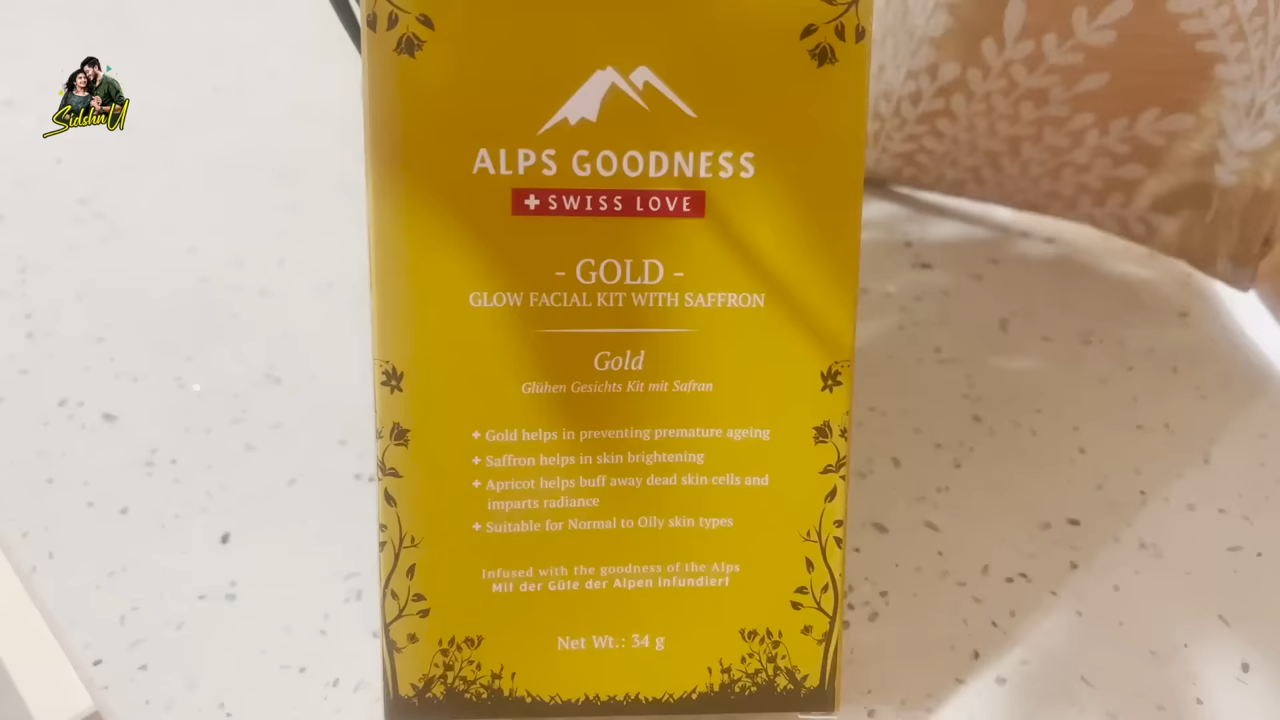 SidshnU
ALPS GOODNESS
SWISS LOVE
- GOLD -
GLOW FACIAL KIT WITH SAFFRON
Gold
Glühen Gesichts Kit mit Safran
Gold helps in preventing premature ageing
Saffron helps in skin brightening
Apricot helps buff away dead skin cells and
imparts radiance
Suitable for Normal to Oily skin types
Infused with the goodness of the Alps
Mit der Güte der Alpen infundiert
Net Wt.: 34 g